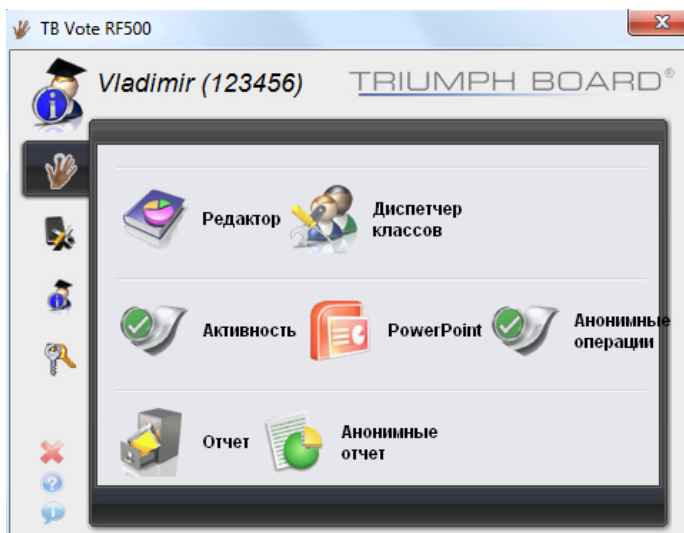 TB Vote RF500
Vladimir (123456)
TRIUMPH BOARD®
Редактор
Диспетчер
классов
Активность
PowerPoint
Анонимные
операции
Отчет
Анонимные
отчет